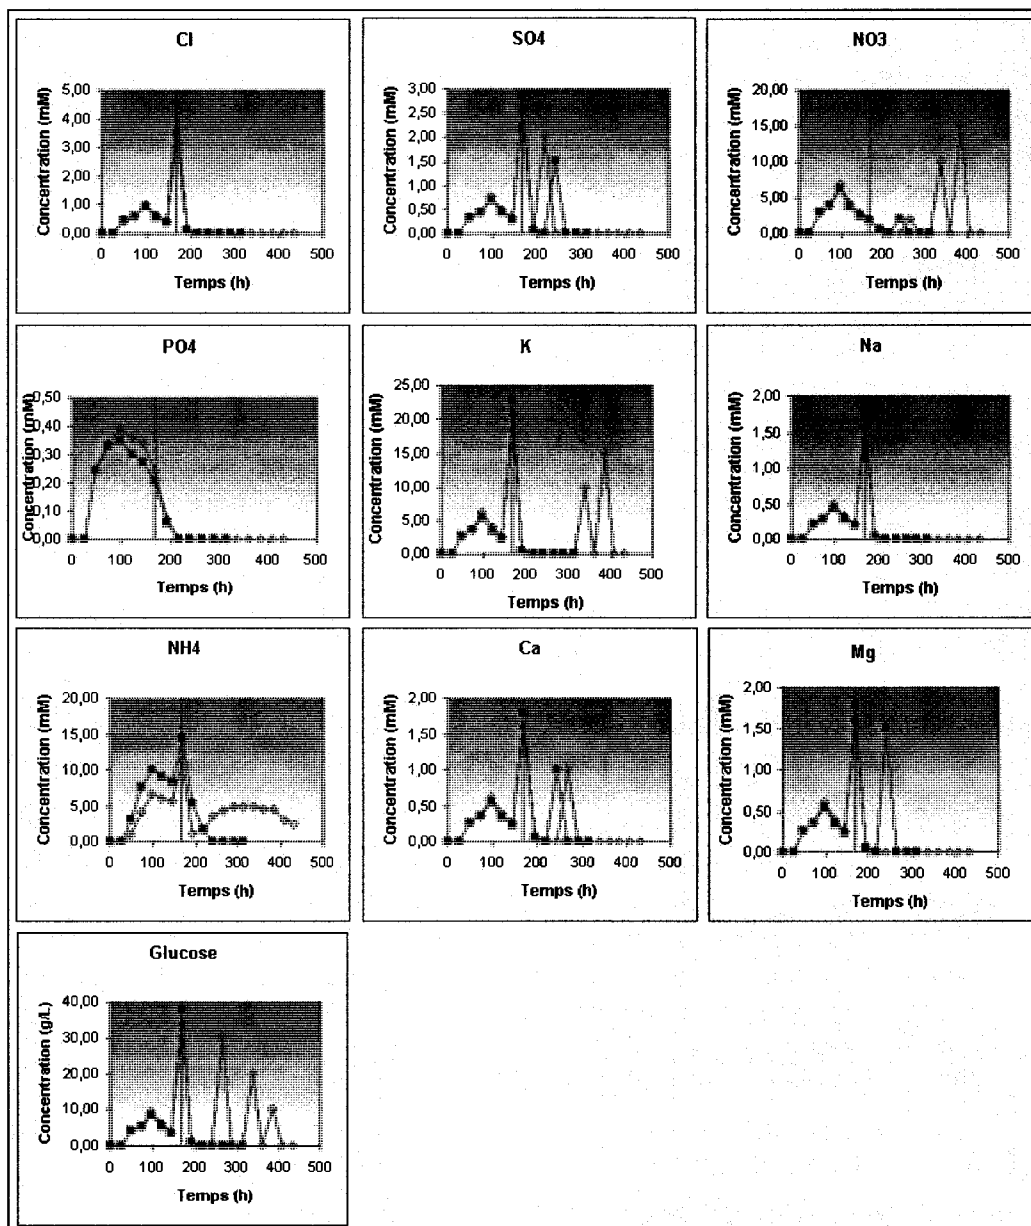 Cl
Concentration (mM)
5,00
4,00
3,00
2,00
1,00
0,00
0 100 200 300 400 500
Temps (h)
SO4
Concentration (mM)
3,00
2,50
2,00
1,50
1,00
0,50
0,00
0 100 200 300 400 500
Temps (h)
NO3
Concentration (mM)
20,00
15,00
10,00
5,00
0,00
0 100 200 300 400 500
Temps (h)
PO4
Concentration (mM)
0,50
0,40
0,30
0,20
0,10
0,00
0 100 200 300 400 500
Temps (h)
K
Concentration (mM)
25,00
20,00
15,00
10,00
5,00
0,00
0 100 200 300 400 500
Temps (h)
Na
Concentration (mM)
2,00
1,50
1,00
0,50
0,00
0 100 200 300 400 500
Temps (h)
NH4
Concentration (mM)
20,00
15,00
10,00
5,00
0,00
0 100 200 300 400 500
Temps (h)
Ca
Concentration (mM)
2,00
1,50
1,00
0,50
0,00
0 100 200 300 400 500
Temps (h)
Mg
Concentration (mM)
2,00
1,50
1,00
0,50
0,00
0 100 200 300 400 500
Temps (h)
Glucose
Concentration (g/L)
40,00
30,00
20,00
10,00
0,00
0 100 200 300 400 500
Temps (h)